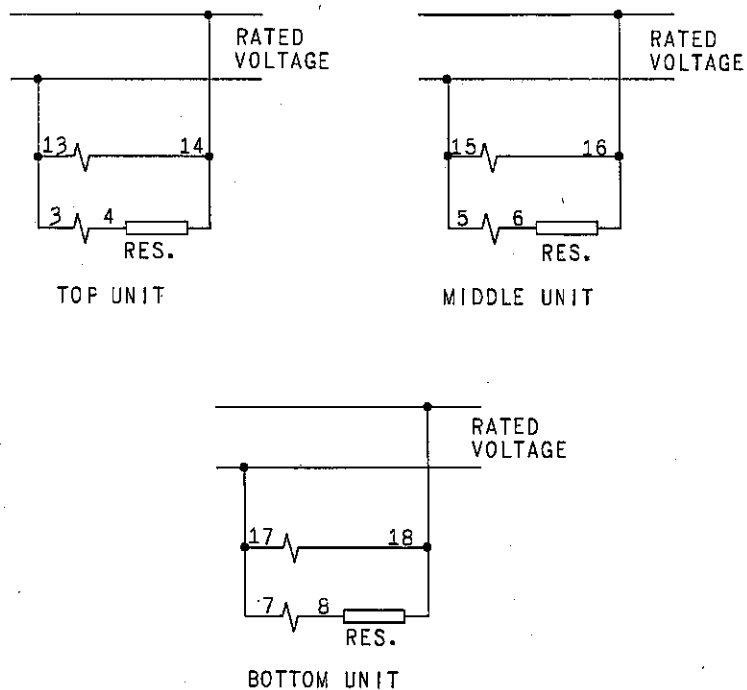 RATED
VOLTAGE
13 14
3 4
RES.
TOP UNIT
RATED
VOLTAGE
15 16
5 6
RES.
MIDDLE UNIT
RATED
VOLTAGE
17 18
7 8
RES.
BOTTOM UNIT